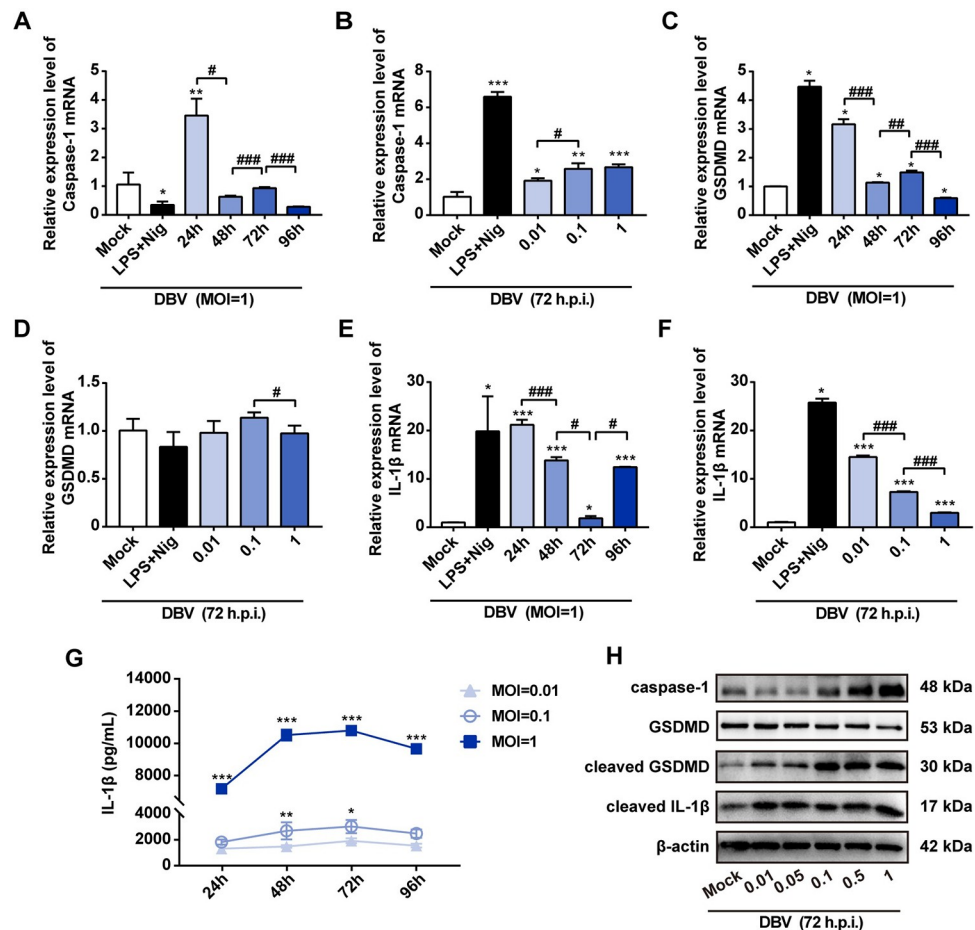 A
Relative expression level of
Caspase-1 mRNA
5
4
3
2
1
0
**
*
#
###
###
Mock
LPS+Nig
24h
48h
72h
96h
DBV (MOI=1)
B
Relative expression level of
Caspase-1 mRNA
8
6
4
2
0
***
*
**
***
#
Mock
LPS+Nig
0.01
0.1
1
DBV (72 h.p.i.)
C
Relative expression level of
GSDMD mRNA
5
4
3
2
1
0
*
*
*
*
*
###
##
###
Mock
LPS+Nig
24h
48h
72h
96h
DBV (MOI=1)
D
Relative expression level of
GSDMD mRNA
1.5
1.0
0.5
0.0
#
Mock
LPS+Nig
0.01
0.1
1
DBV (72 h.p.i.)
E
Relative expression level of
IL-1β mRNA
30
20
10
0
*
***
***
*
***
###
#
#
Mock
LPS+Nig
24h
48h
72h
96h
DBV (MOI=1)
F
Relative expression level of
IL-1β mRNA
30
20
10
0
*
***
***
***
###
###
Mock
LPS+Nig
0.01
0.1
1
DBV (72 h.p.i.)
G
IL-1β (pg/mL)
14000
12000
10000
8000
6000
4000
2000
0
***
***
***
***
**
*
24h
48h
72h
96h
MOI=0.01
MOI=0.1
MOI=1
H
caspase-1 48 kDa
GSDMD 53 kDa
cleaved GSDMD 30 kDa
cleaved IL-1β 17 kDa
β-actin 42 kDa
Mock 0.01 0.05 0.1 0.5 1
DBV (72 h.p.i.)